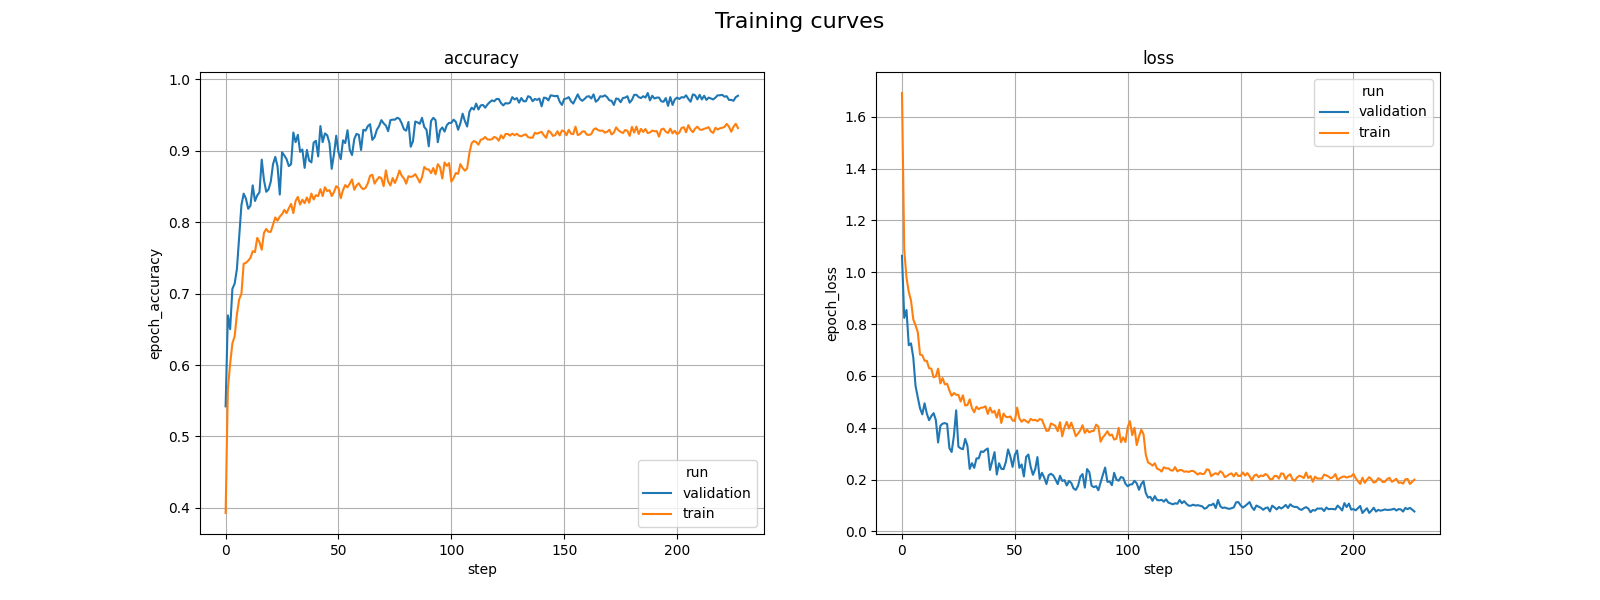 Training curves
accuracy
1.0
0.9
0.8
0.7
0.6
0.5
0.4
epoch_accuracy
run
validation
train
0 50 100 150 200
step
loss
1.6
1.4
1.2
1.0
0.8
0.6
0.4
0.2
0.0
epoch_loss
run
validation
train
0 50 100 150 200
step